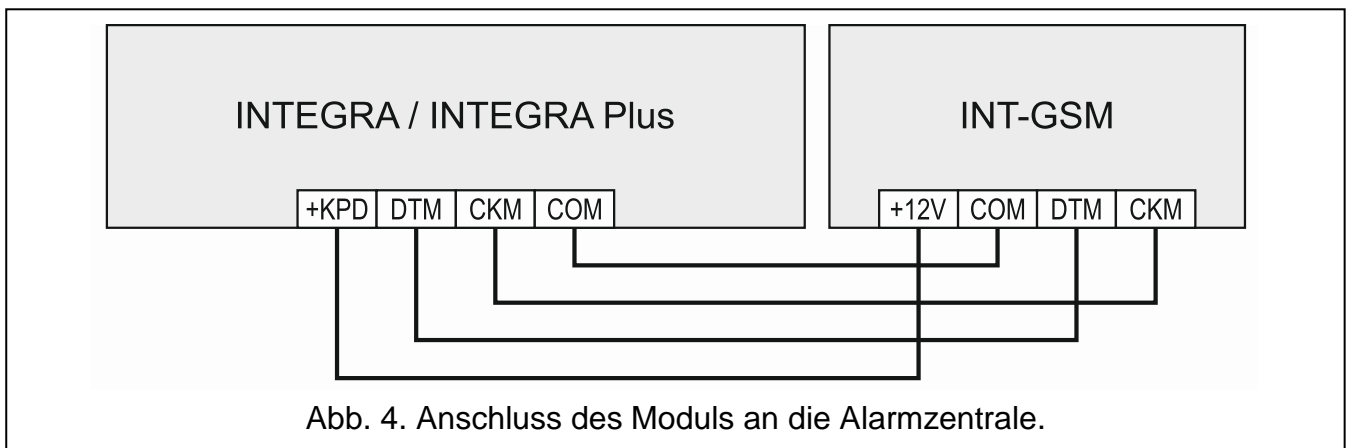 INTEGRA / INTEGRA Plus
INT-GSM
+KPD DTM CKM COM
+12V COM DTM CKM
Abb. 4. Anschluss des Moduls an die Alarmzentrale.